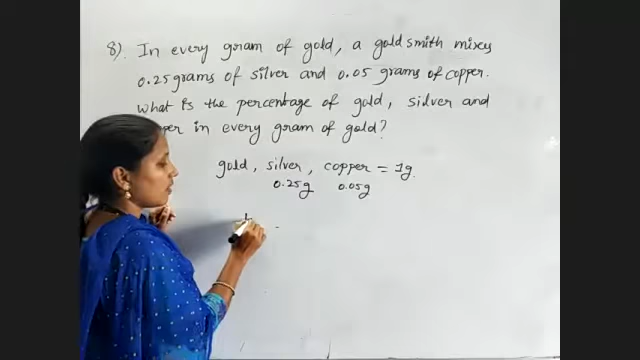 8). In every gram of gold, a gold smith mixes
0.25 grams of silver and 0.05 grams of copper.
What is the percentage of gold, silver and
in every gram of gold?
gold, silver, copper = 1g.
0.25g 0.05g